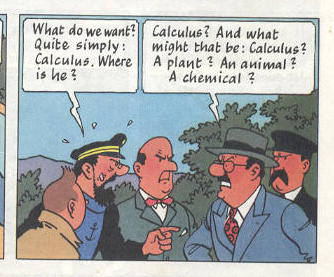 What do we want?
Quite simply:
Calculus. Where
is he?
Calculus? And what
might that be: Calculus?
A plant? An animal?
A chemical?